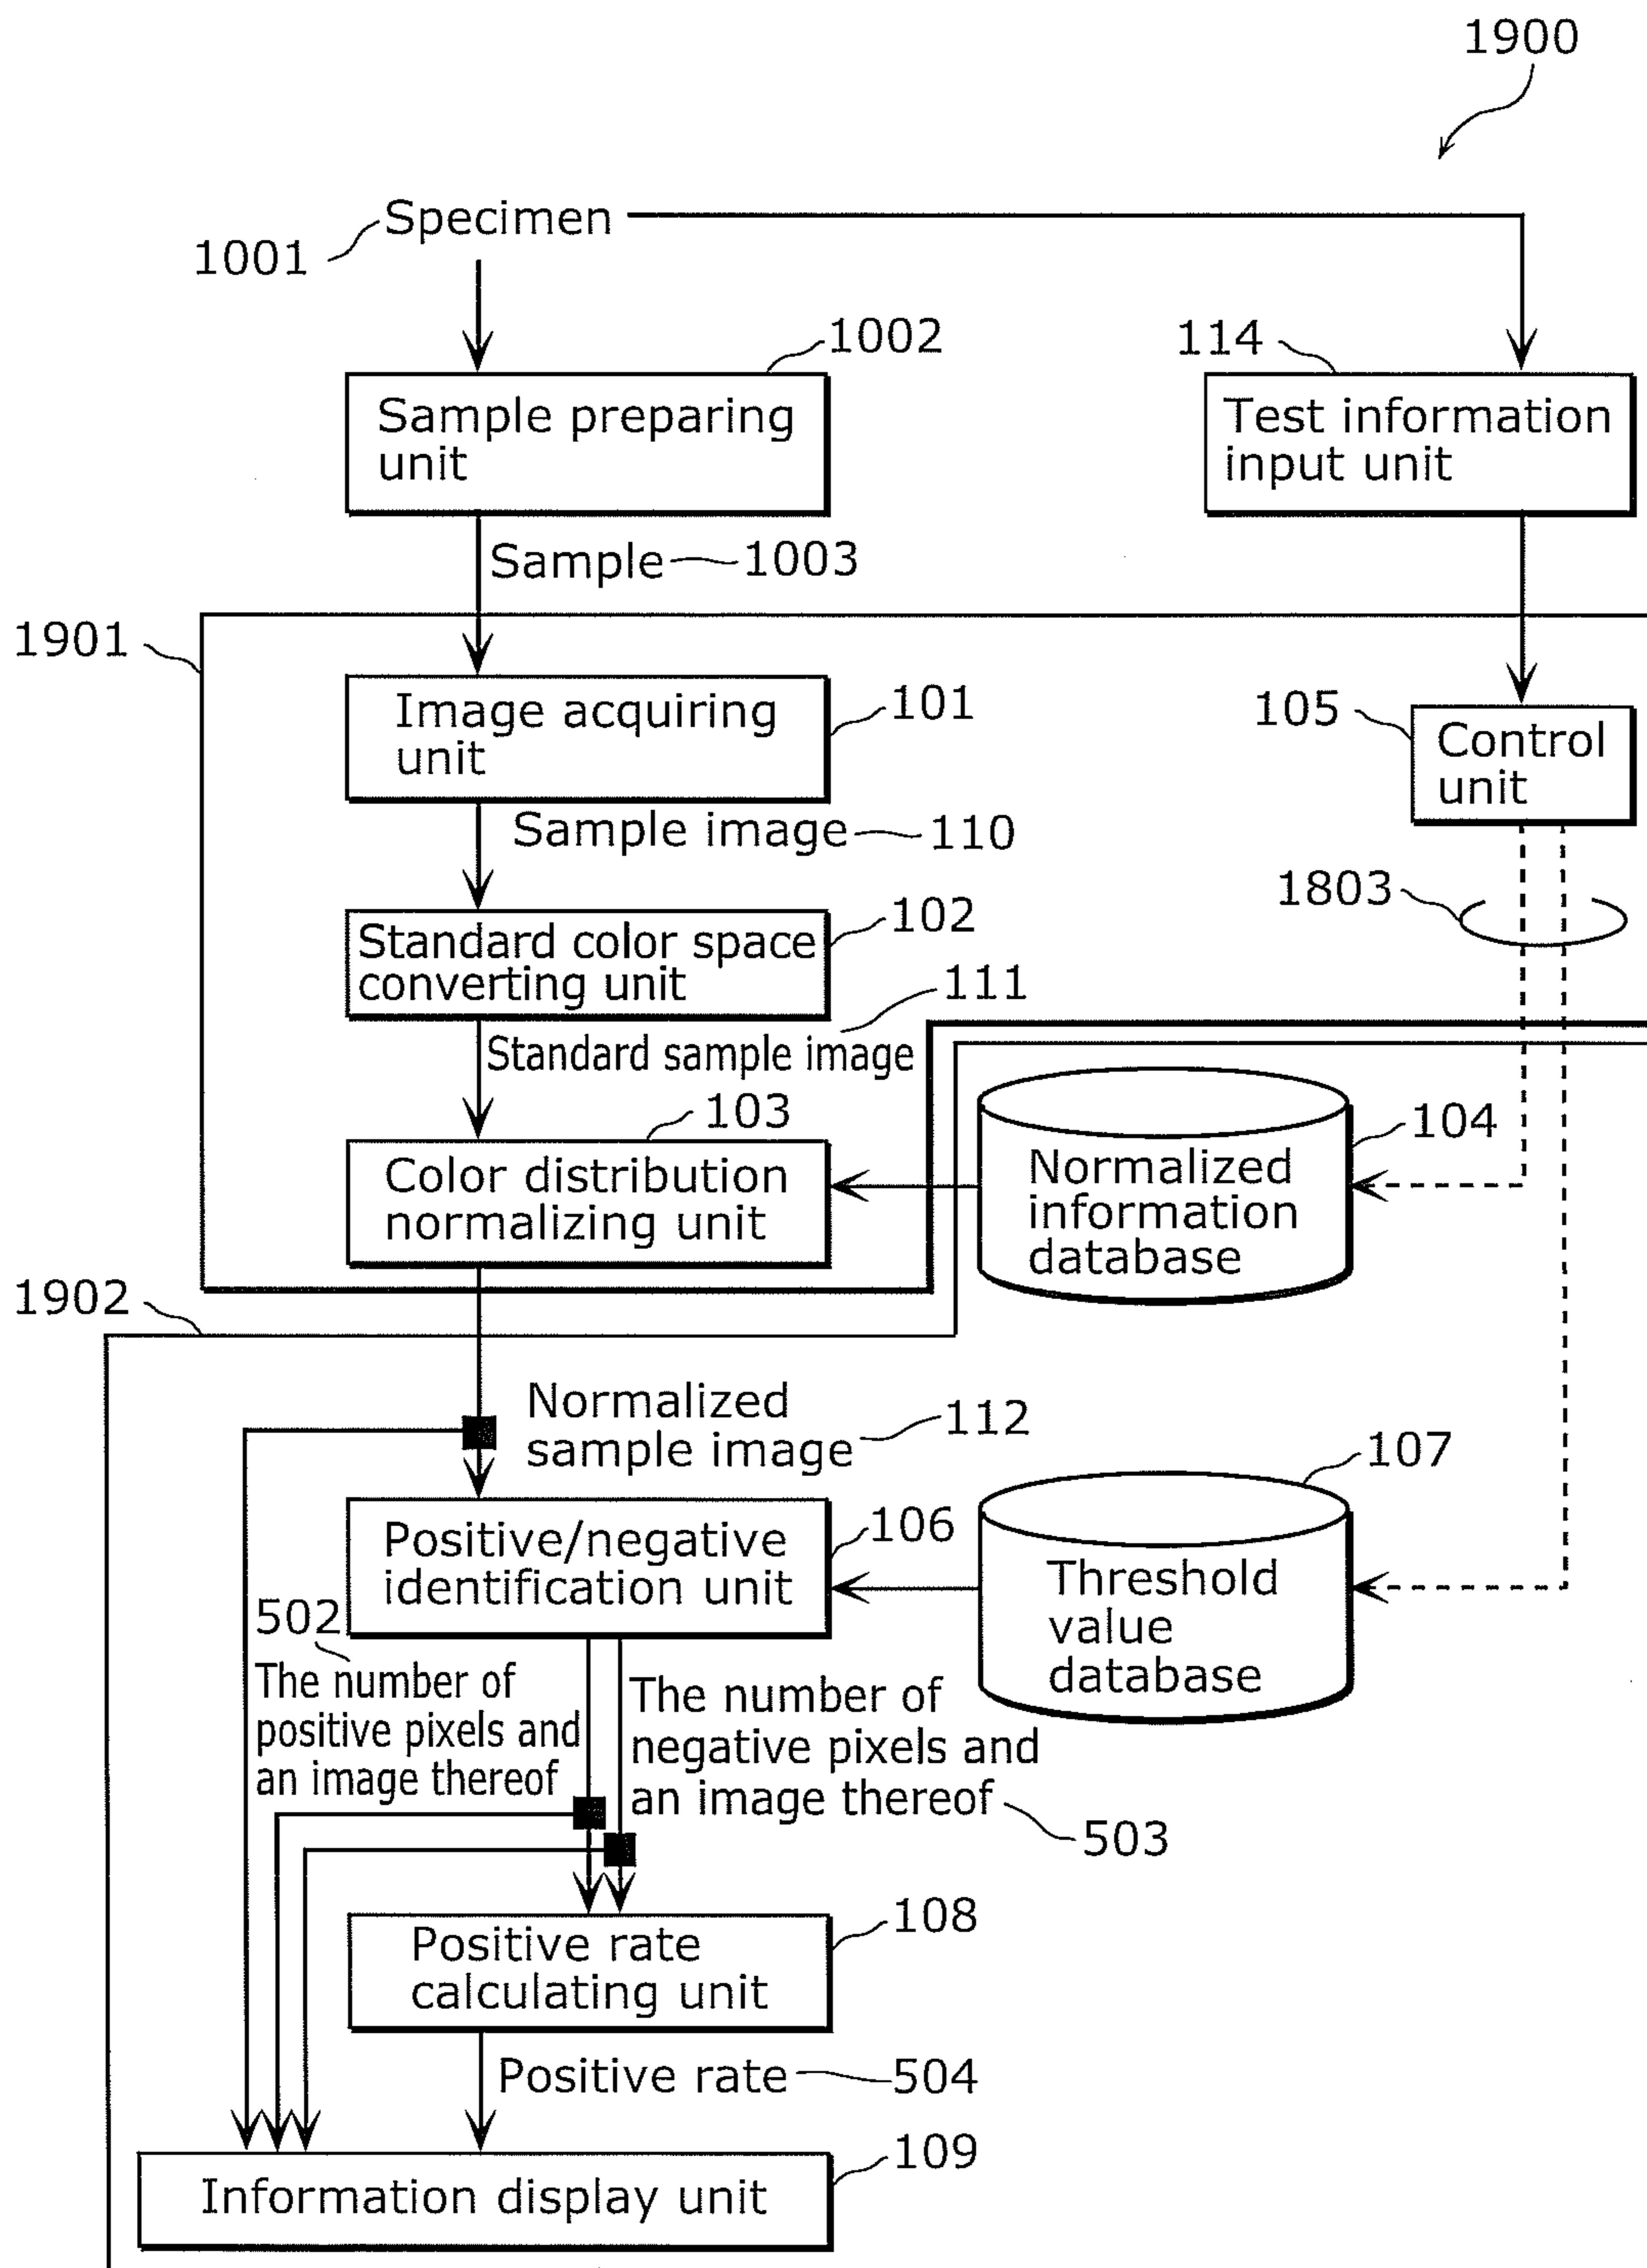 1900
Specimen
1001
1002
Sample preparing
unit
114
Test information
input unit
Sample
1003
1901
Image acquiring
unit
101
105
Control
unit
Sample image
110
1803
Standard color space
converting unit
102
111
Standard sample image
103
Color distribution
normalizing unit
Normalized
information
database
104
1902
Normalized
sample image
112
107
Positive/negative
identification unit
106
Threshold
value
database
502
The number of
positive pixels and
an image thereof
The number of
negative pixels and
an image thereof
503
Positive rate
calculating unit
108
Positive rate
504
Information display unit
109